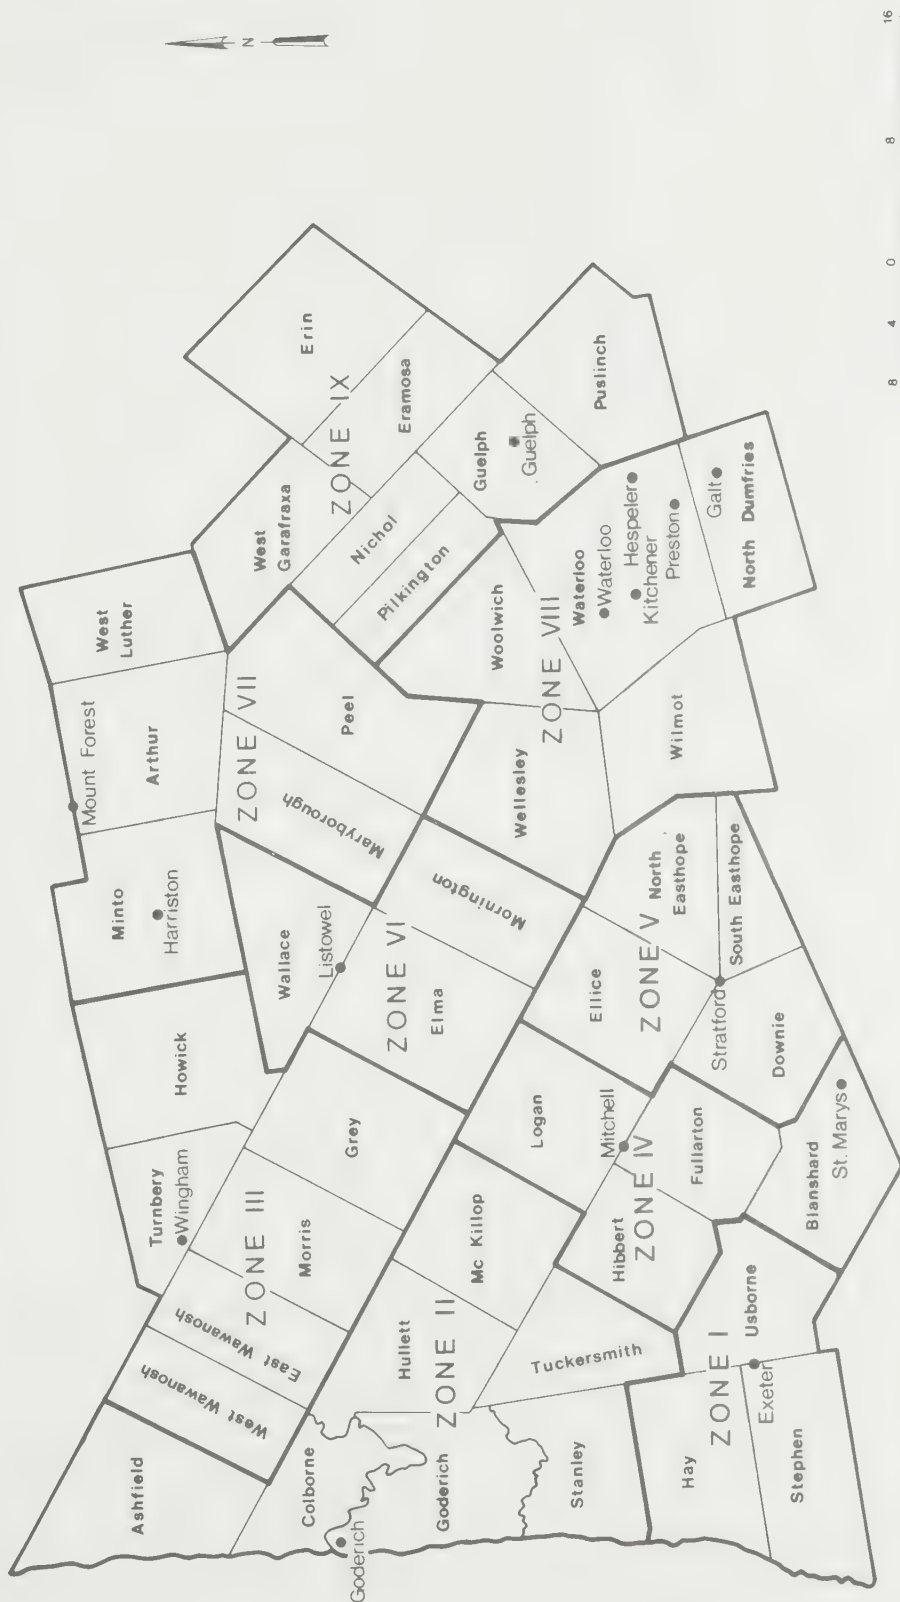 N
16
8
0
4
8
Erin
ZONE IX
Eramosa
West
Garafraxa
Nichol
Pilkington
Guelph
Guelph
Puslinch
West
Luther
Mount Forest
Arthur
ZONE VII
Peel
Maryborough
Minto
Harriston
Woolwich
ZONE VIII
Waterloo
Waterloo
Hespeler
Kitchener
Preston
Galt
North Dumfries
Wellesley
Wilmot
Wallace
Listowel
ZONE VI
Elma
Mornington
North
Easthope
South Easthope
ZONE V
Ellice
Stratford
Downie
Howick
Turnbery
Wingham
Grey
ZONE III
Morris
East Wawanosh
West Wawanosh
Logan
Mitchell
ZONE IV
Fullarton
Hibbert
Blanshard
St. Marys
Mc Killop
Hullett
ZONE II
Tuckersmith
Usborne
ZONE I
Exeter
Hay
Stephen
Ashfield
Colborne
Goderich
Goderich
Stanley